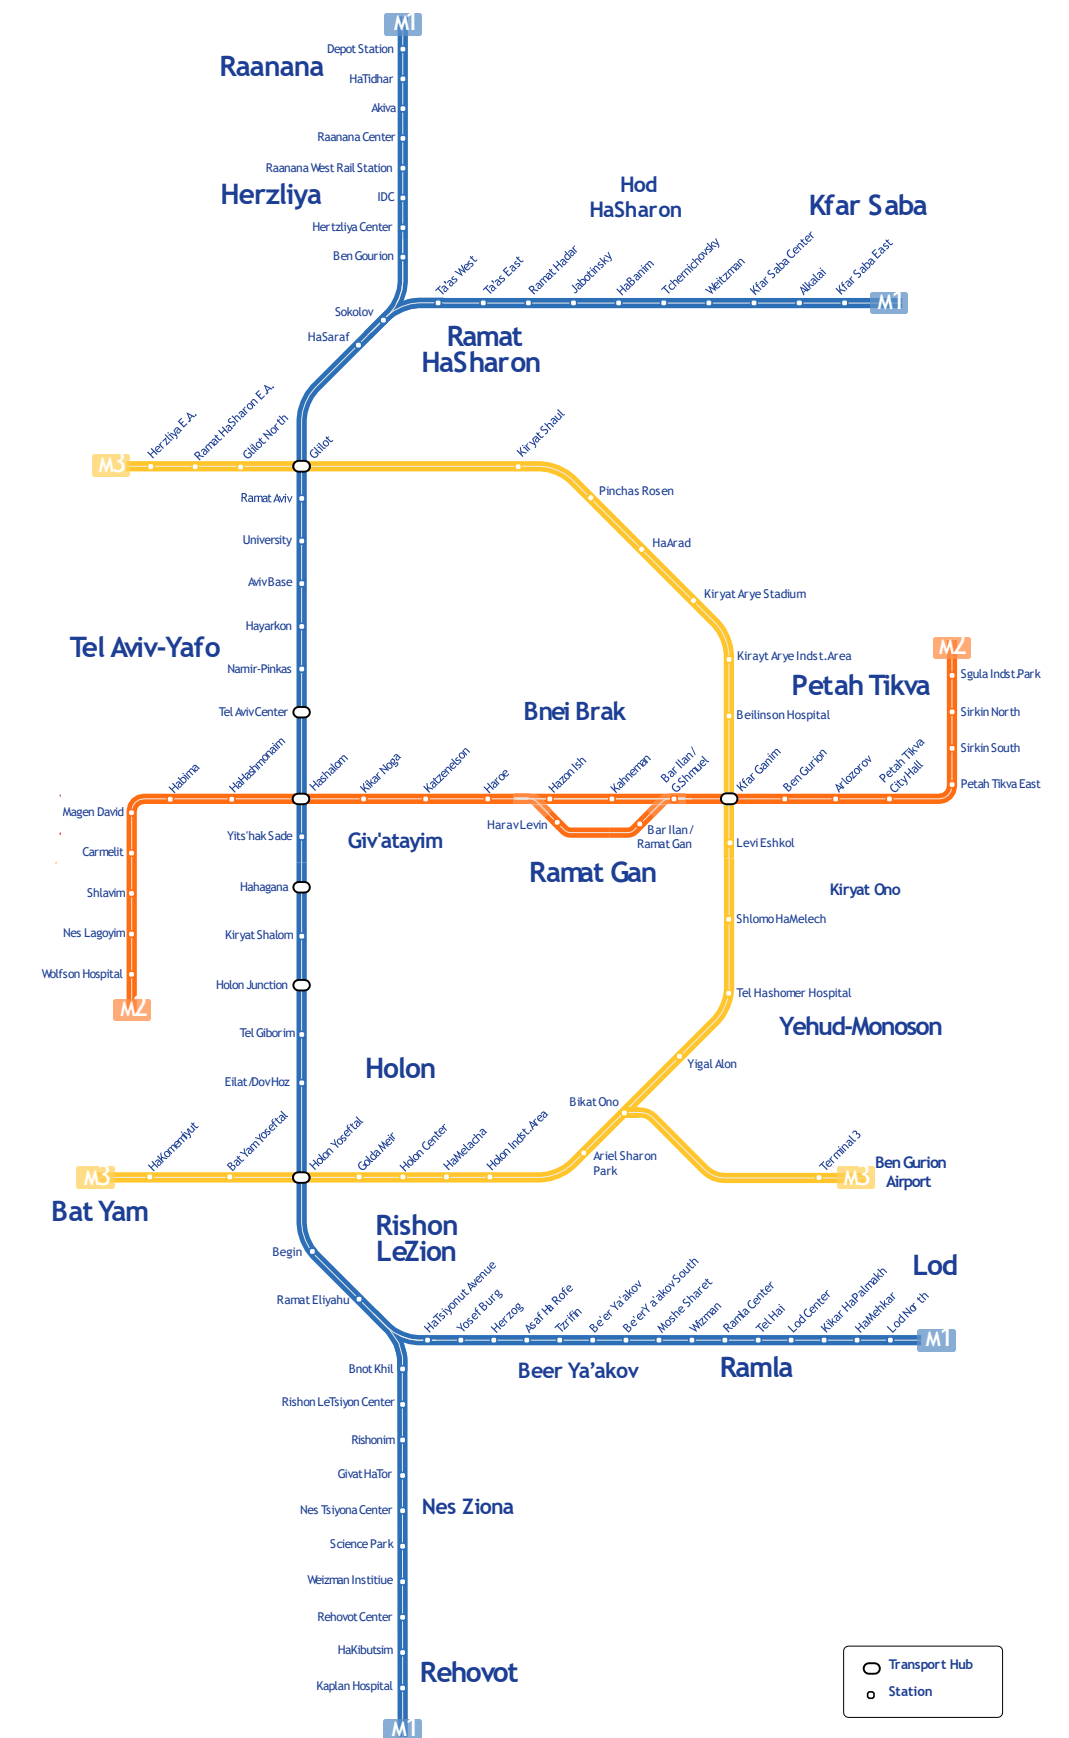 M1
Depot Station
Raanana
HaTidhar
Akiva
Raanana Center
Raanana West Rail Station
Herzliya
IDC
Hertzliya Center
Ben Gourion
Hod
HaSharon
Kfar Saba
Ta'as West
Ta'as East
Ramat Hadar
Jabotinsky
HaBanim
Tchernichovsky
Weitzman
Kfar Saba Center
Alkalai
Kfar Saba East
M1
Sokolov
HaSaraf
Ramat
HaSharon
M3
Herzliya E.A.
Ramat HaSharon E.A.
Glilot North
Glilot
Kiryat Shaul
Pinchas Rosen
HaArad
Kiryat Arye Stadium
Kirayt Arye Indst.Area
Beilinson Hospital
Ramat Aviv
University
Aviv Base
Hayarkon
Tel Aviv-Yafo
Namir-Pinkas
Tel Aviv Center
Bnei Brak
Petah Tikva
M2
Sgula Indst.Park
Sirkin North
Sirkin South
Petah Tikva East
Magen David
Habima
HaHashmonaim
Hashalom
Kikar Noga
Katzenelson
Haroe
Hazon Ish
Kahneman
Bar Ilan/
G.Shmuel
Kfar Ganim
Ben Gurion
Arlozorov
Petah Tikva
City Hall
Harav Levin
Bar Ilan/
Ramat Gan
Carmelit
Shlavim
Nes Lagoyim
Wolfson Hospital
M2
Yits'hak Sade
Giv'atayim
Ramat Gan
Levi Eshkol
Kiryat Ono
Hahagana
Shlomo HaMelech
Kiryat Shalom
Holon Junction
Tel Hashomer Hospital
Yehud-Monoson
Tel Giborim
Holon
Yigal Alon
Eilat/Dov Hoz
Bikat Ono
M3
HaKomemiyut
Bat Yam Yoseftal
Holon Yoseftal
Golda Meir
Holon Center
HaMelacha
Holon Indst.Area
Ariel Sharon
Park
Terminal 3
M3
Ben Gurion
Airport
Bat Yam
Rishon
LeZion
Begin
Ramat Eliyahu
Lod
HaTsiyonut Avenue
Yosef Burg
Herzog
Asaf Ha Rofe
Tzrifin
Be'er Ya'akov
Be'er Ya'akov South
Moshe Sharet
Wizman
Ramla Center
Tel Hai
Lod Center
Kikar HaPalmakh
HaMehkar
Lod North
M1
Beer Ya’akov
Ramla
Bnot Khil
Rishon LeTsiyon Center
Rishonim
Givat HaTor
Nes Tsiyona Center
Nes Ziona
Science Park
Weizman Institiue
Rehovot Center
HaKibutsim
Rehovot
Kaplan Hospital
M1
Transport Hub
Station